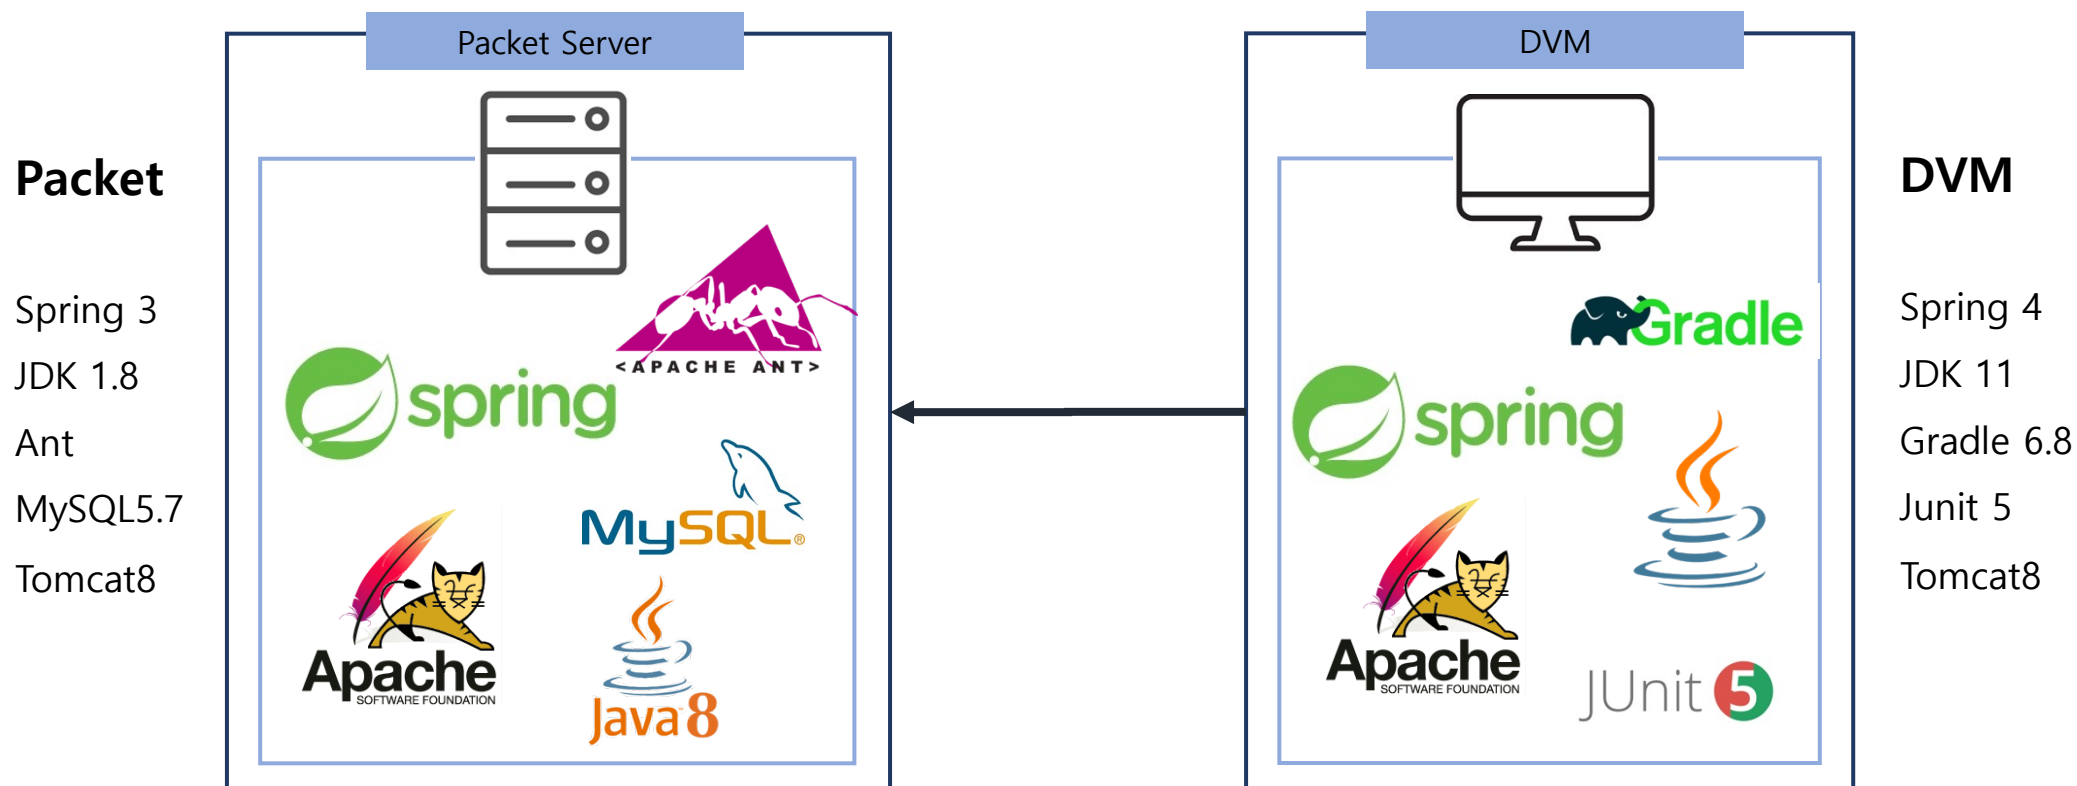 Packet Server
DVM
Packet
Spring 3
JDK 1.8
Ant
MySQL5.7
Tomcat8
<APACHE ANT>
spring
MySQL®
Apache
SOFTWARE FOUNDATION
Java 8
Gradle
spring
Apache
SOFTWARE FOUNDATION
JUnit 5
DVM
Spring 4
JDK 11
Gradle 6.8
Junit 5
Tomcat8